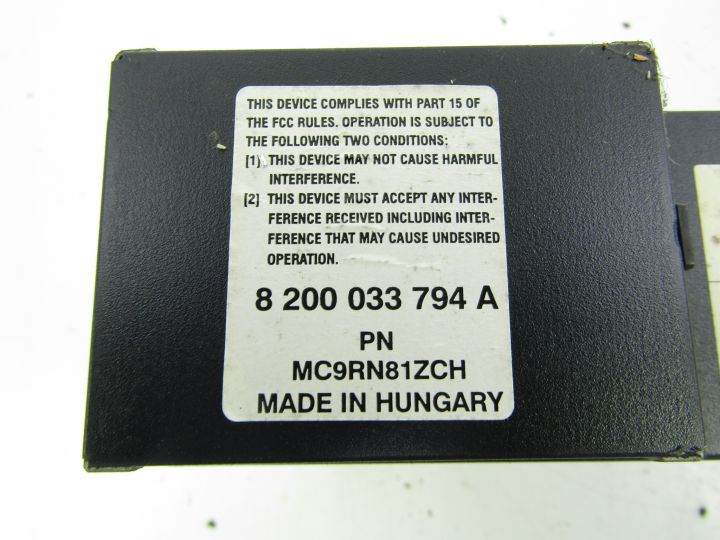 THIS DEVICE COMPLIES WITH PART 15 OF
THE FCC RULES. OPERATION IS SUBJECT TO
THE FOLLOWING TWO CONDITIONS:
[1] THIS DEVICE MAY NOT CAUSE HARMFUL
INTERFERENCE.
[2] THIS DEVICE MUST ACCEPT ANY INTER-
FERENCE RECEIVED INCLUDING INTER-
FERENCE THAT MAY CAUSE UNDESIRED
OPERATION.
8 200 033 794 A
PN
MC9RN81ZCH
MADE IN HUNGARY